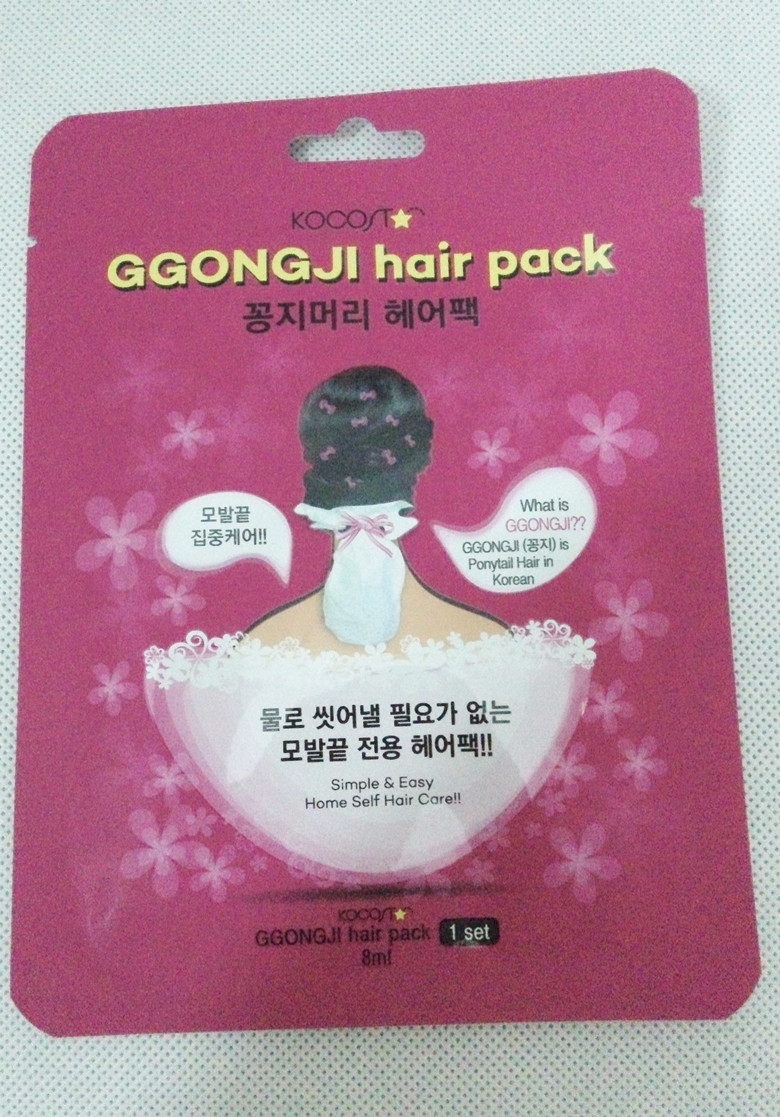 KOCOSTAR
GGONGJI hair pack
꽁지머리 헤어팩
모발끝
집중케어!!
What is
GGONGJI??
GGONGJI (꽁지) is
Ponytail Hair in
Korean
물로 씻어낼 필요가 없는
모발끝 전용 헤어팩!!
Simple & Easy
Home Self Hair Care!!
KOCOSTAR
GGONGJI hair pack 1 set
8ml